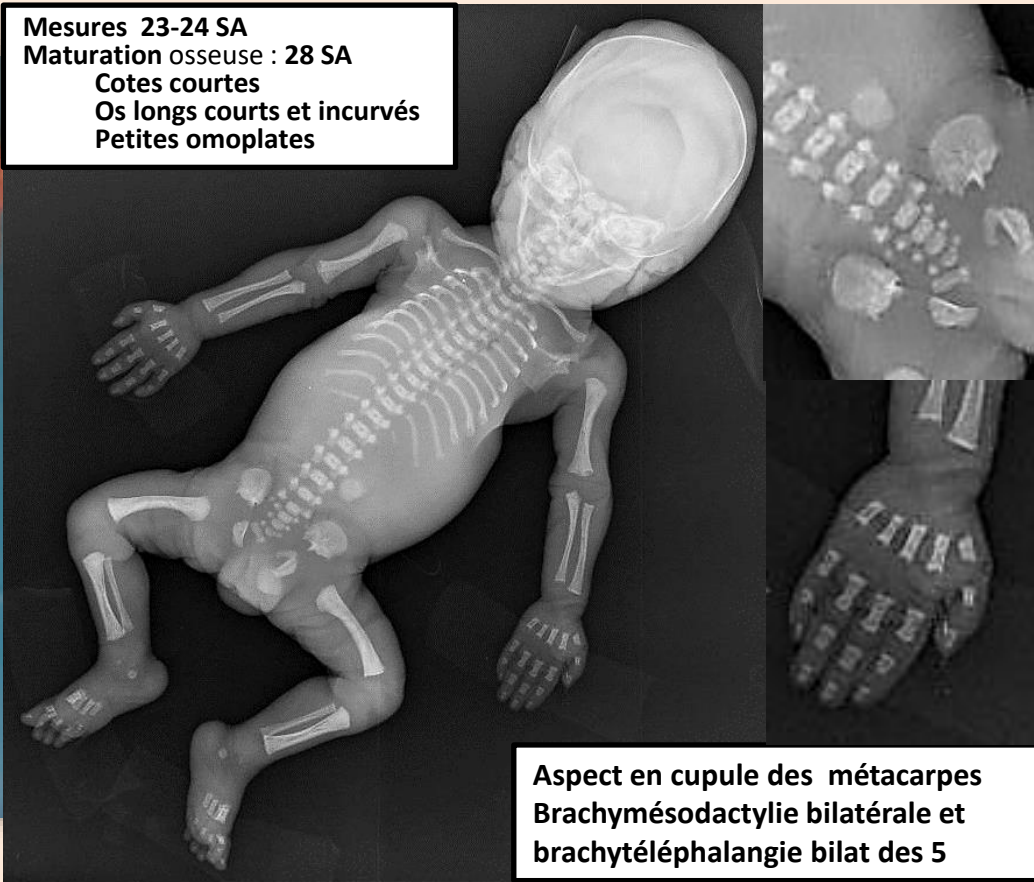 Mesures 23-24 SA
Maturation osseuse : 28 SA
Cotes courtes
Os longs courts et incurvés
Petites omoplates
Aspect en cupule des métacarpes
Brachymésodactylie bilatérale et
brachytéléphalangie bilat des 5